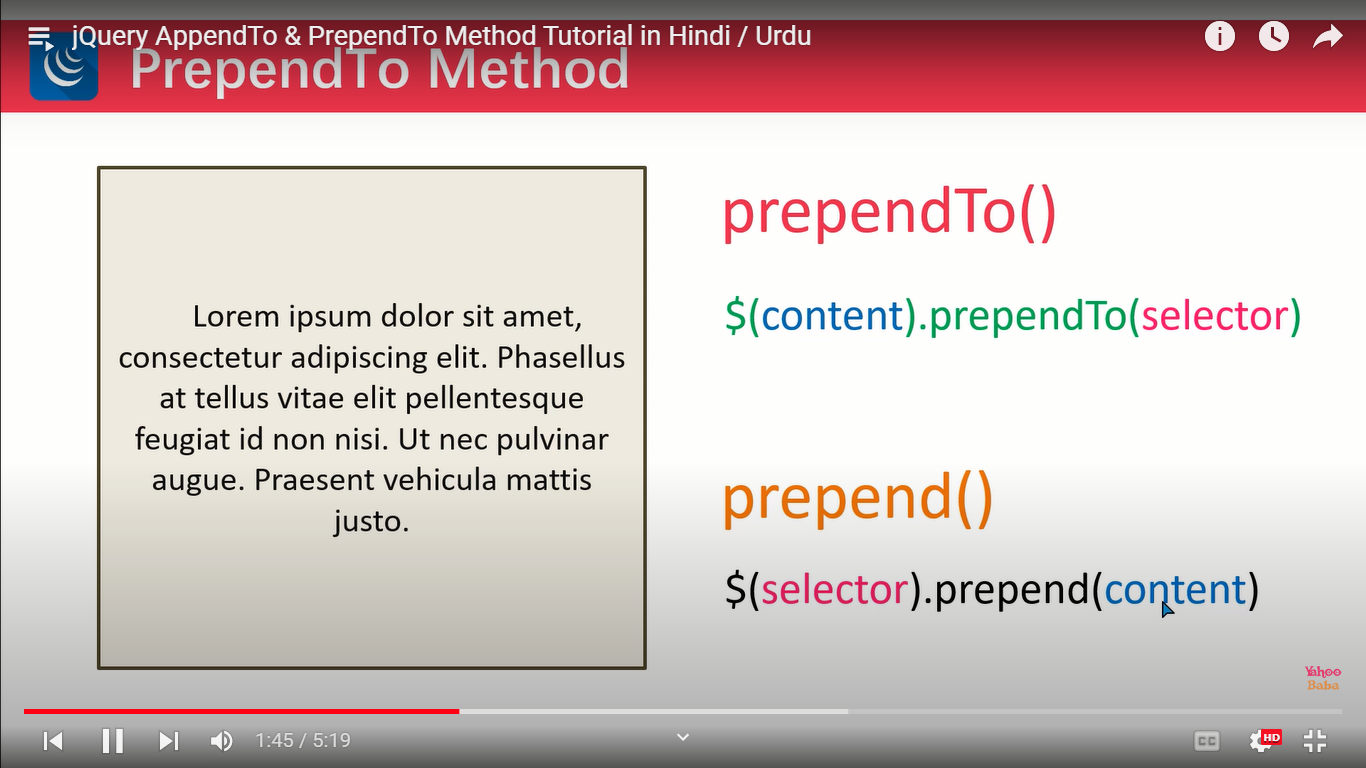 jQuery AppendTo & PrependTo Method Tutorial in Hindi / Urdu
PrependTo Method
Lorem ipsum dolor sit amet,
consectetur adipiscing elit. Phasellus
at tellus vitae elit pellentesque
feugiat id non nisi. Ut nec pulvinar
augue. Praesent vehicula mattis
justo.
prependTo()
$(content).prependTo(selector)
prepend()
$(selector).prepend(content)
Yahoo
Baba
1:45 / 5:19
CC
HD